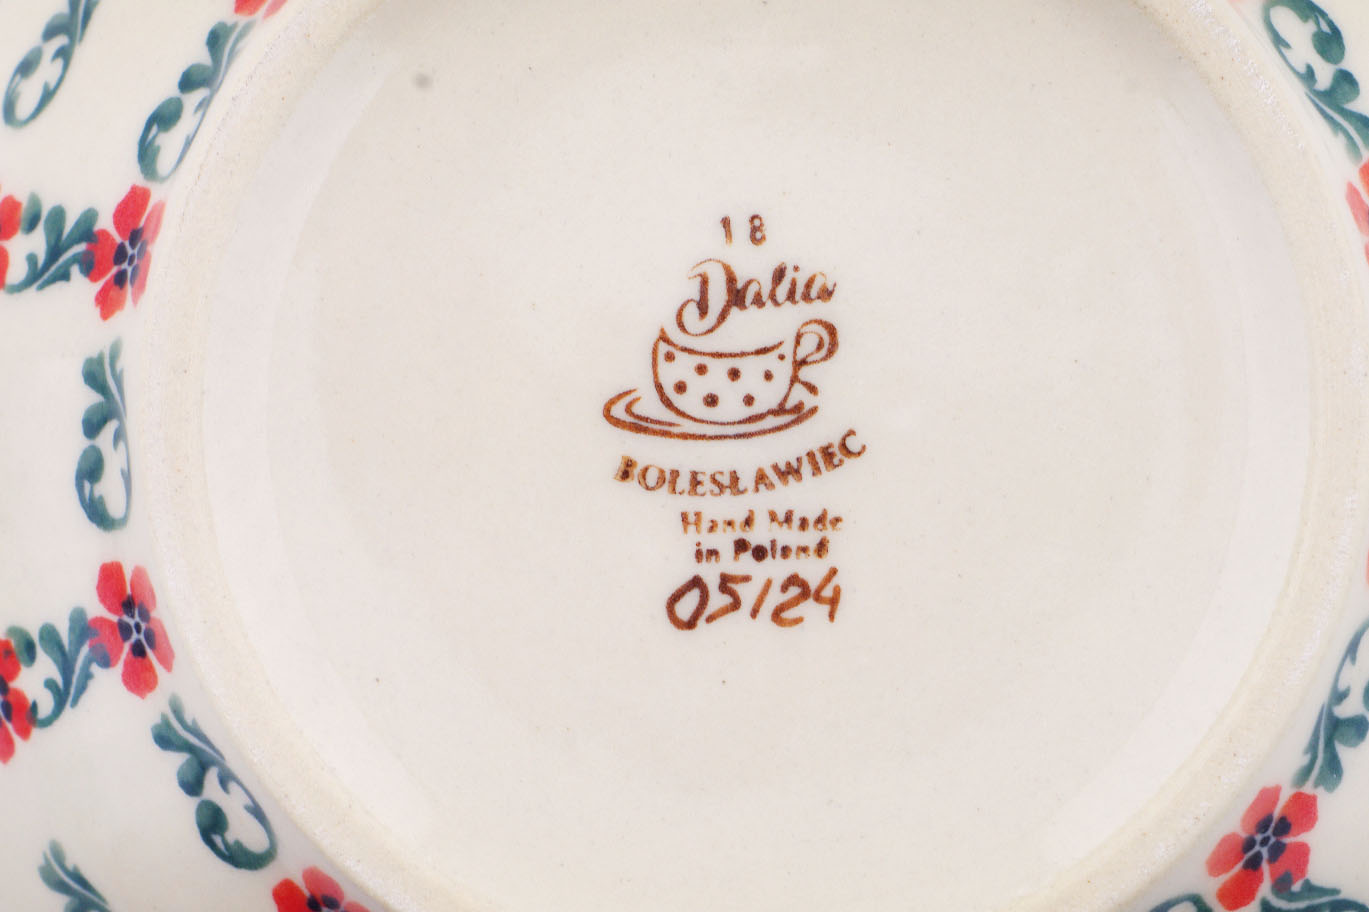 18
Dalia
BOLESŁAWIEC
Hand Made
in Poland
05/24